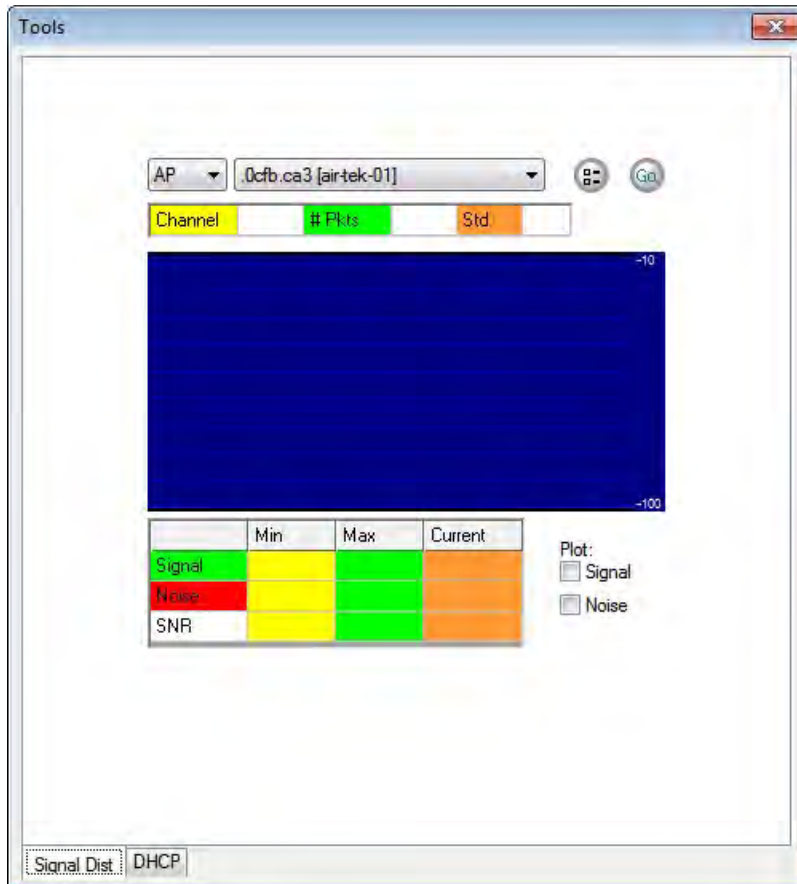 Tools
AP .0cfb.ca3 [air-tek-01] Go
Channel # Pkts Std
-10
-100
Min Max Current
Signal
Noise
SNR
Plot:
Signal
Noise
Signal Dist DHCP